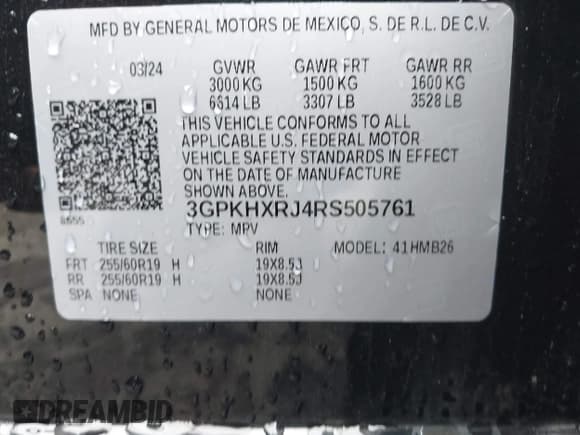 MFD BY GENERAL MOTORS DE MEXICO, S. DE R.L. DE C.V.
03/24 GVWR GAWR FRT GAWR RR
3000 KG 1500 KG 1600 KG
6614 LB 3307 LB 3528 LB
THIS VEHICLE CONFORMS TO ALL
APPLICABLE U.S. FEDERAL MOTOR
VEHICLE SAFETY STANDARDS IN EFFECT
ON THE DATE OF MANUFACTURE
SHOWN ABOVE.
8655 3GPKHXRJ4RS505761
TYPE: MPV
TIRE SIZE RIM MODEL: 41HMB26
FRT 255/60R19 H 19X8.5J
RR 255/60R19 H 19X8.5J
SPA NONE NONE
DREAMBID